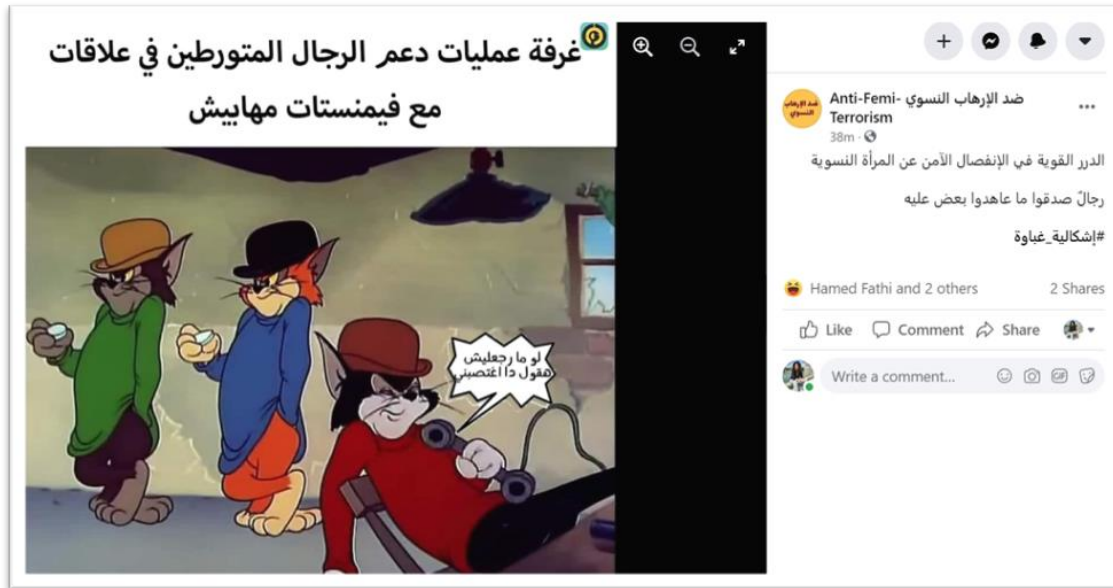 غرفة عمليات دعم الرجال المتورطين في علاقات
مع فيمنستات مهابيش
لو ما رجعليش
هقول دا اغتصبني
ضد الإرهاب النسوي
ضد الإرهاب النسوي -Anti-Femi-
Terrorism
38m
الدرر القوية في الإنفصال الآمن عن المرأة النسوية
رجالٌ صدقوا ما عاهدوا بعض عليه
#إشكالية_غباوة
Hamed Fathi and 2 others 2 Shares
Like Comment Share
Write a comment... GIF